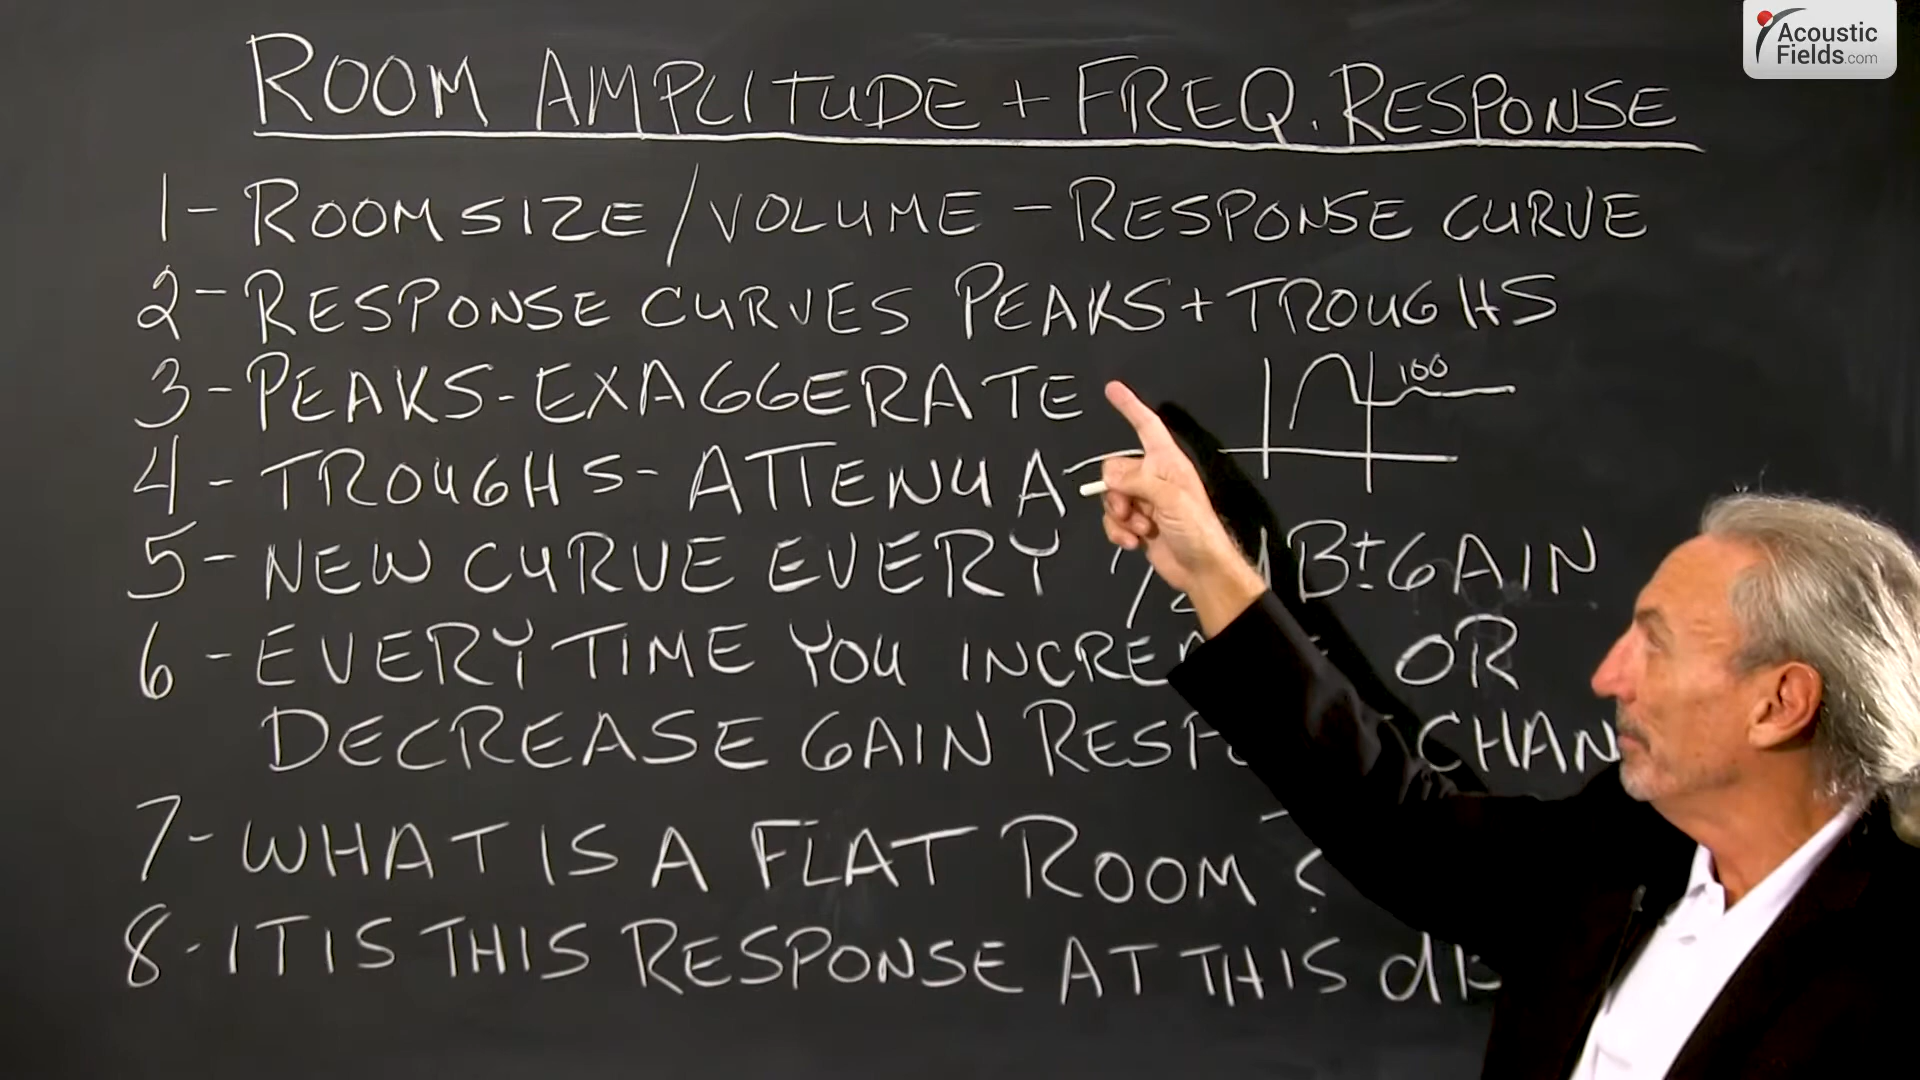 Acoustic
Fields.com
ROOM AMPLITUDE + FREQ. RESPONSE
1- ROOM SIZE/VOLUME - RESPONSE CURVE
2- RESPONSE CURVES PEAKS + TROUGHS
3- PEAKS - EXAGGERATE
100
4- TROUGHS - ATTENUA
5- NEW CURVE EVERY dB ± GAIN
6- EVERYTIME YOU INCRE OR
DECREASE GAIN RESP CHAN
7- WHAT IS A FLAT ROOM ?
8- IT IS THIS RESPONSE AT THIS dB